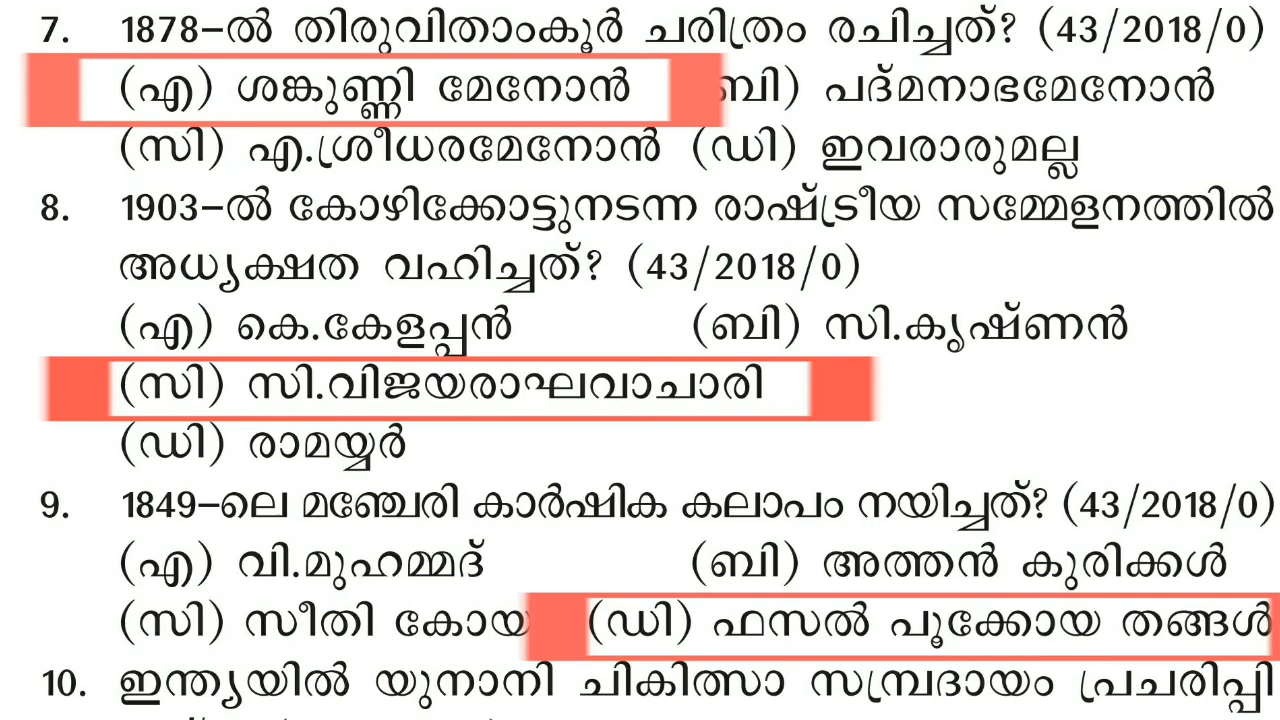 7. 1878–ൽ തിരുവിതാംകൂർ ചരിത്രം രചിച്ചത്? (43/2018/0)
(എ) ശങ്കുണ്ണി മേനോൻ ബി) പദ്മനാഭമേനോൻ
(സി) എ.ശ്രീധരമേനോൻ (ഡി) ഇവരാരുമല്ല
8. 1903–ൽ കോഴിക്കോട്ടുനടന്ന രാഷ്ട്രീയ സമ്മേളനത്തിൽ
അധ്യക്ഷത വഹിച്ചത്? (43/2018/0)
(എ) കെ.കേളപ്പൻ (ബി) സി.കൃഷ്ണൻ
(സി) സി.വിജയരാഘവാചാരി
(ഡി) രാമയ്യർ
9. 1849–ലെ മഞ്ചേരി കാർഷിക കലാപം നയിച്ചത്? (43/2018/0)
(എ) വി.മുഹമ്മദ് (ബി) അത്തൻ കുരിക്കൾ
(സി) സീതി കോയ (ഡി) ഫസൽ പൂക്കോയ തങ്ങൾ
10. ഇന്ത്യയിൽ യുനാനി ചികിത്സാ സമ്പ്രദായം പ്രചരിപ്പി